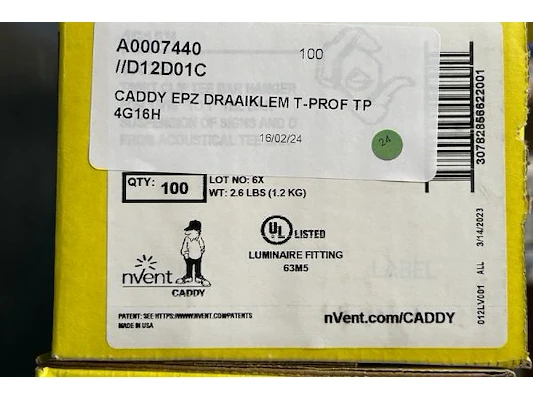 A0007440
100
//D12D01C
CADDY EPZ DRAAIKLEM T-PROF TP
4G16H
16/02/24
24
30782856622001
QTY: 100
LOT NO: 6X
WT: 2.6 LBS (1.2 KG)
UL LISTED
LUMINAIRE FITTING
63M5
nVent
CADDY
PATENT: SEE HTTPS://WWW.NVENT.COM/PATENTS
MADE IN USA
nVent.com/CADDY
012LV001 ALL 3/14/2023
LABEL